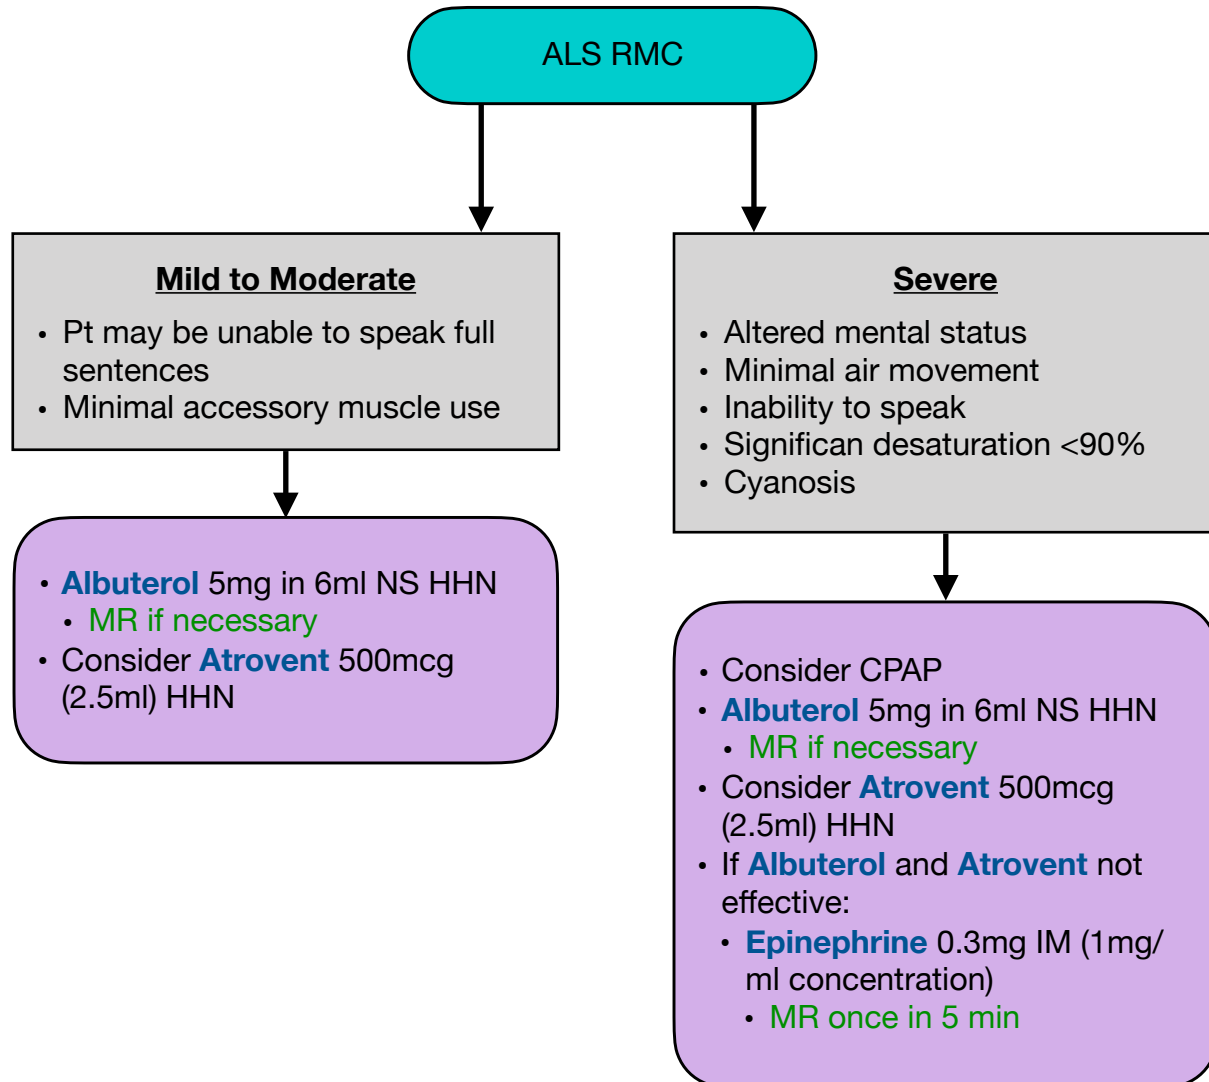 ALS RMC
Mild to Moderate
• Pt may be unable to speak full
sentences
• Minimal accessory muscle use
• Albuterol 5mg in 6ml NS HHN
• MR if necessary
• Consider Atrovent 500mcg
(2.5ml) HHN
Severe
• Altered mental status
• Minimal air movement
• Inability to speak
• Significan desaturation <90%
• Cyanosis
• Consider CPAP
• Albuterol 5mg in 6ml NS HHN
• MR if necessary
• Consider Atrovent 500mcg
(2.5ml) HHN
• If Albuterol and Atrovent not
effective:
• Epinephrine 0.3mg IM (1mg/
ml concentration)
• MR once in 5 min